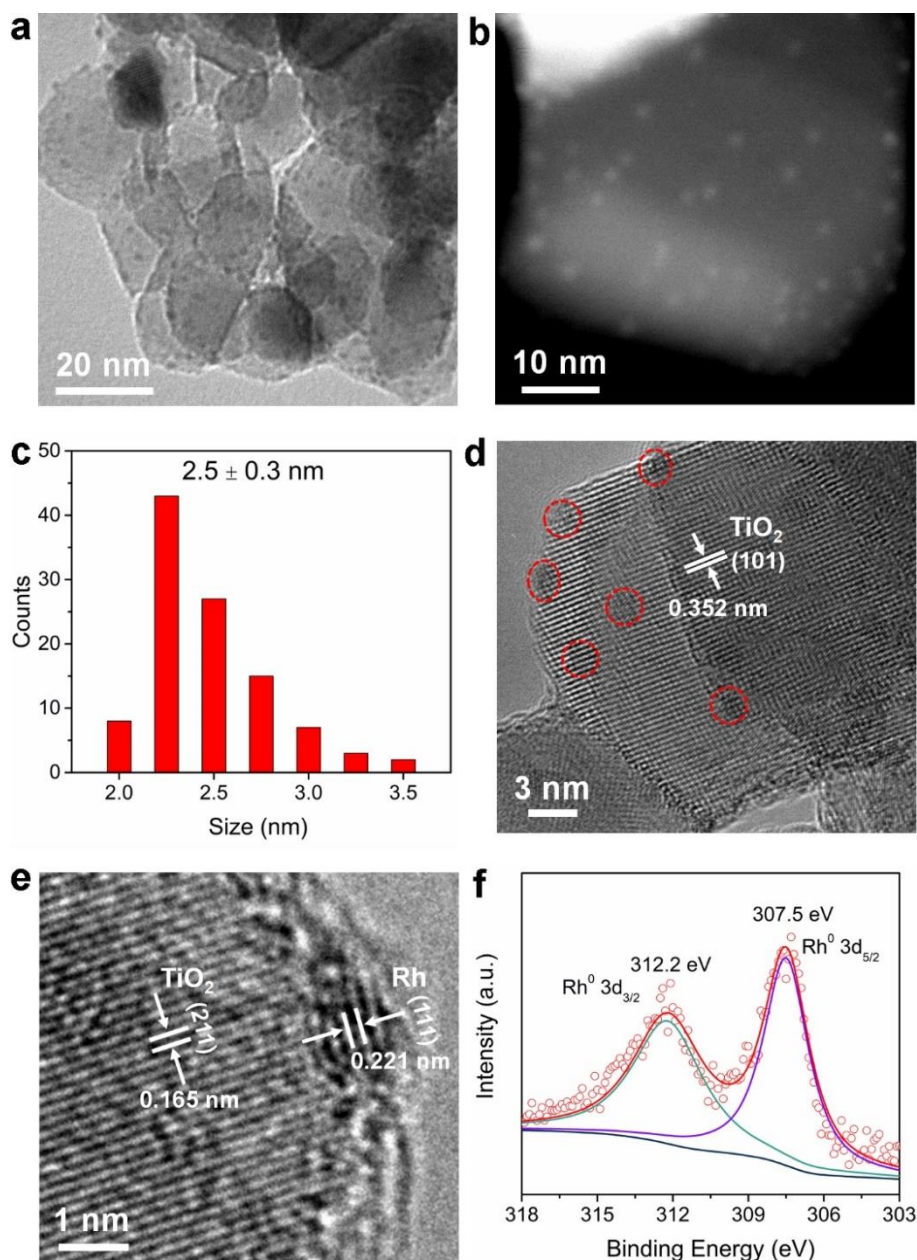 a
20 nm
b
10 nm
c
2.5 ± 0.3 nm
Counts
50
40
30
20
10
0
2.0
2.5
3.0
3.5
Size (nm)
d
TiO₂
(101)
0.352 nm
3 nm
e
TiO₂
(211)
0.165 nm
Rh
(111)
0.221 nm
1 nm
f
307.5 eV
Rh⁰ 3d₅/₂
312.2 eV
Rh⁰ 3d₃/₂
Intensity (a.u.)
318 315 312 309 306 303
Binding Energy (eV)